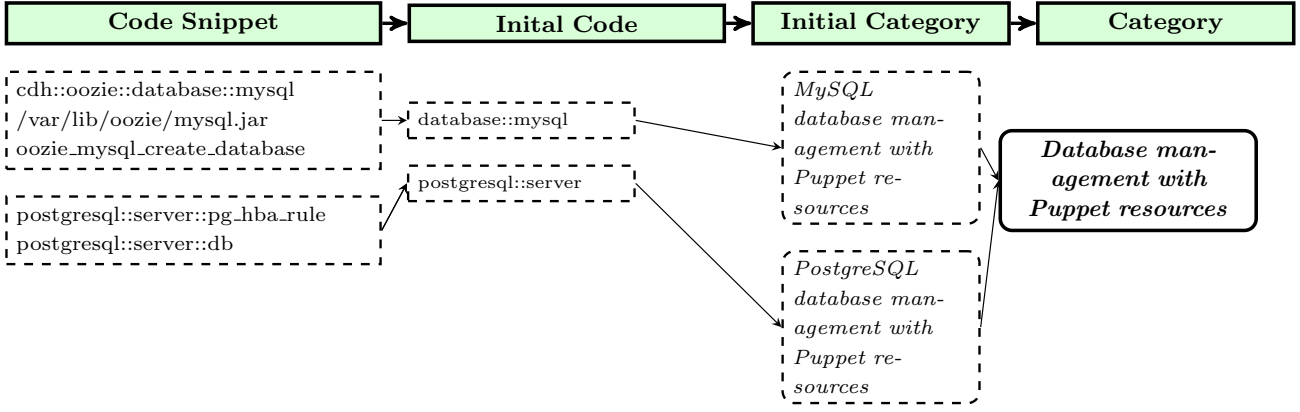 Code Snippet
Inital Code
Initial Category
Category
cdh::oozie::database::mysql
/var/lib/oozie/mysql.jar
oozie_mysql_create_database
postgresql::server::pg_hba_rule
postgresql::server::db
database::mysql
postgresql::server
MySQL
database man-
agement with
Puppet re-
sources
PostgreSQL
database man-
agement with
Puppet re-
sources
Database man-
agement with
Puppet resources